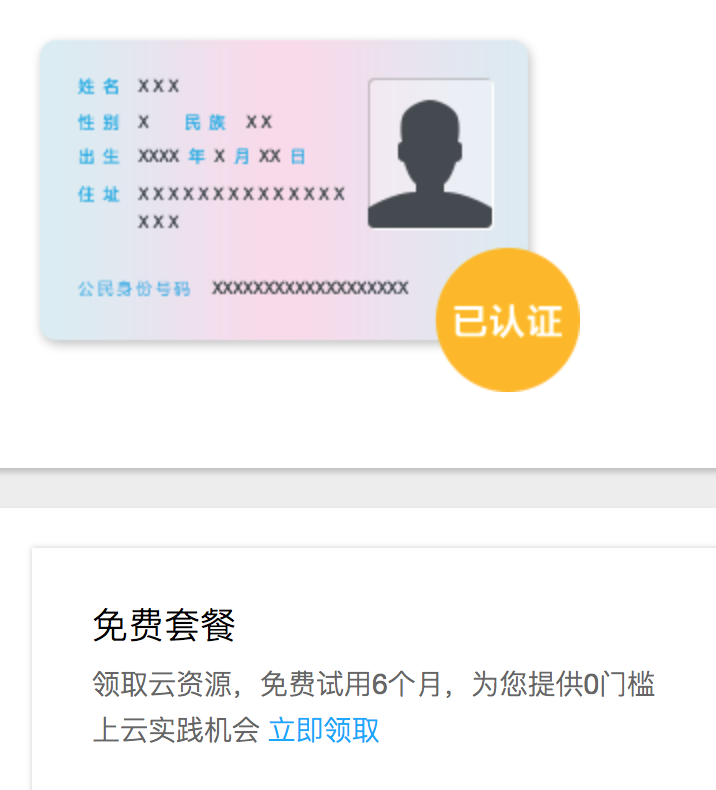 姓名 XXX
性别 X 民族 XX
出生 XXXX 年 X 月 XX 日
住址 XXXXXXXXXXXXXX
XXX
公民身份号码 XXXXXXXXXXXXXXXXXXX
已认证
免费套餐
领取云资源，免费试用6个月，为您提供0门槛
上云实践机会 立即领取